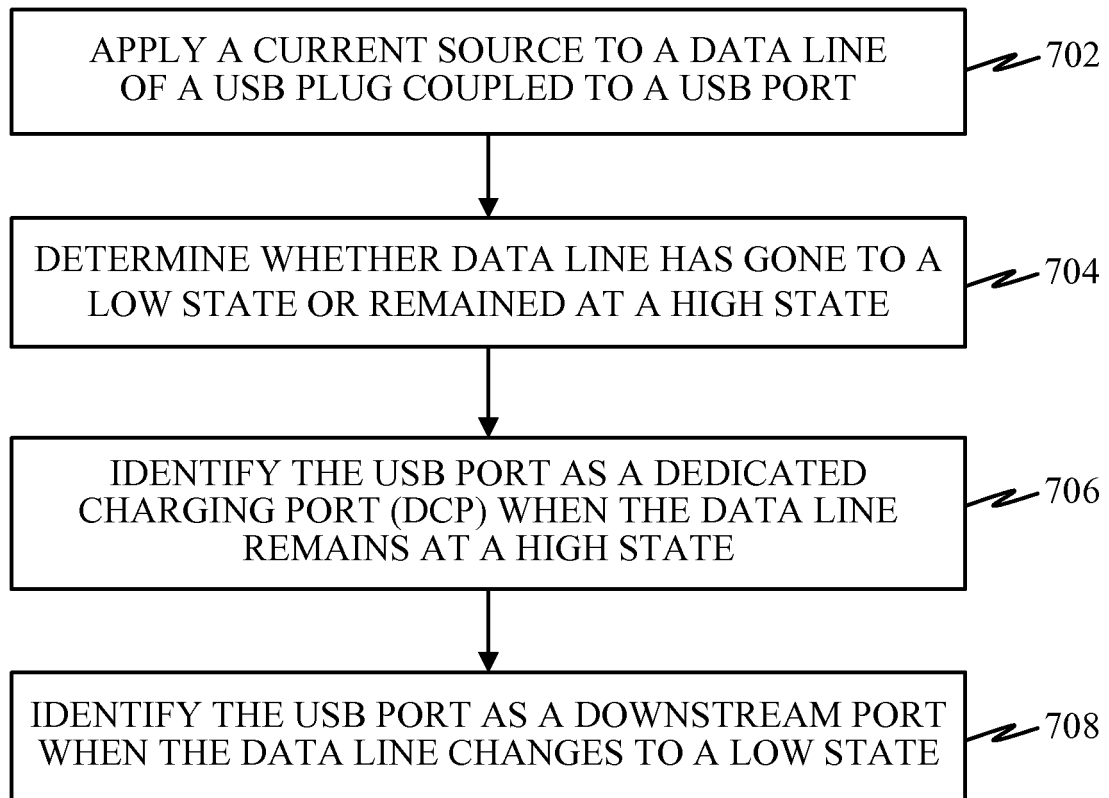 APPLY A CURRENT SOURCE TO A DATA LINE
OF A USB PLUG COUPLED TO A USB PORT
702
DETERMINE WHETHER DATA LINE HAS GONE TO A
LOW STATE OR REMAINED AT A HIGH STATE
704
IDENTIFY THE USB PORT AS A DEDICATED
CHARGING PORT (DCP) WHEN THE DATA LINE
REMAINS AT A HIGH STATE
706
IDENTIFY THE USB PORT AS A DOWNSTREAM PORT
WHEN THE DATA LINE CHANGES TO A LOW STATE
708